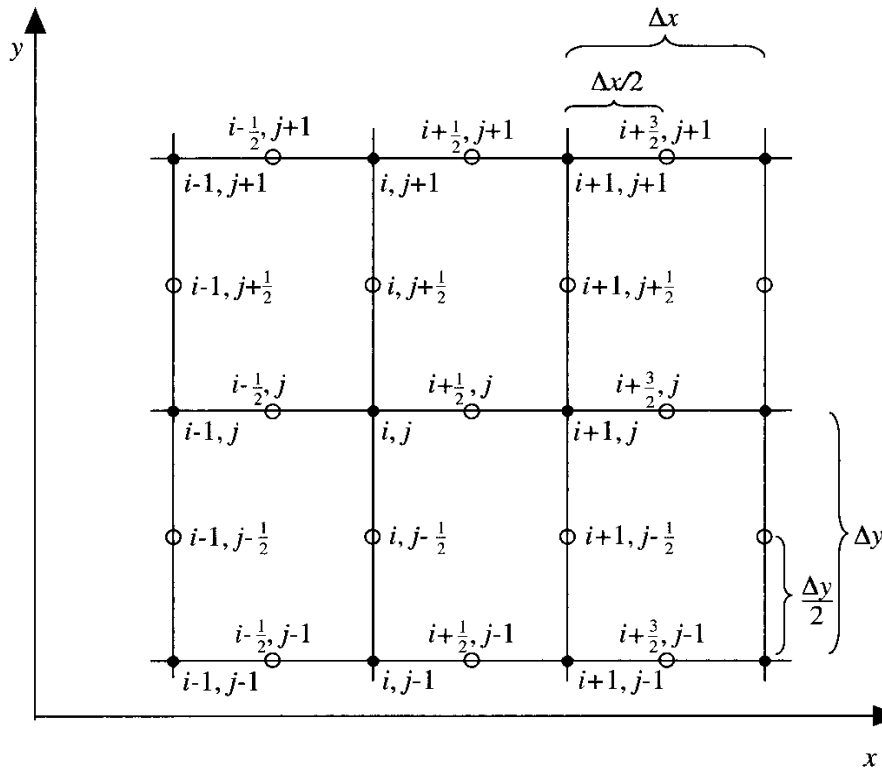 y
Δx
Δx/2
i-½, j+1 i+½, j+1 i+3/2, j+1
i-1, j+1 i, j+1 i+1, j+1
i-1, j+½ i, j+½ i+1, j+½
i-½, j i+½, j i+3/2, j
i-1, j i, j i+1, j
i-1, j-½ i, j-½ i+1, j-½ Δy
Δy/2
i-½, j-1 i+½, j-1 i+3/2, j-1
i-1, j-1 i, j-1 i+1, j-1
x